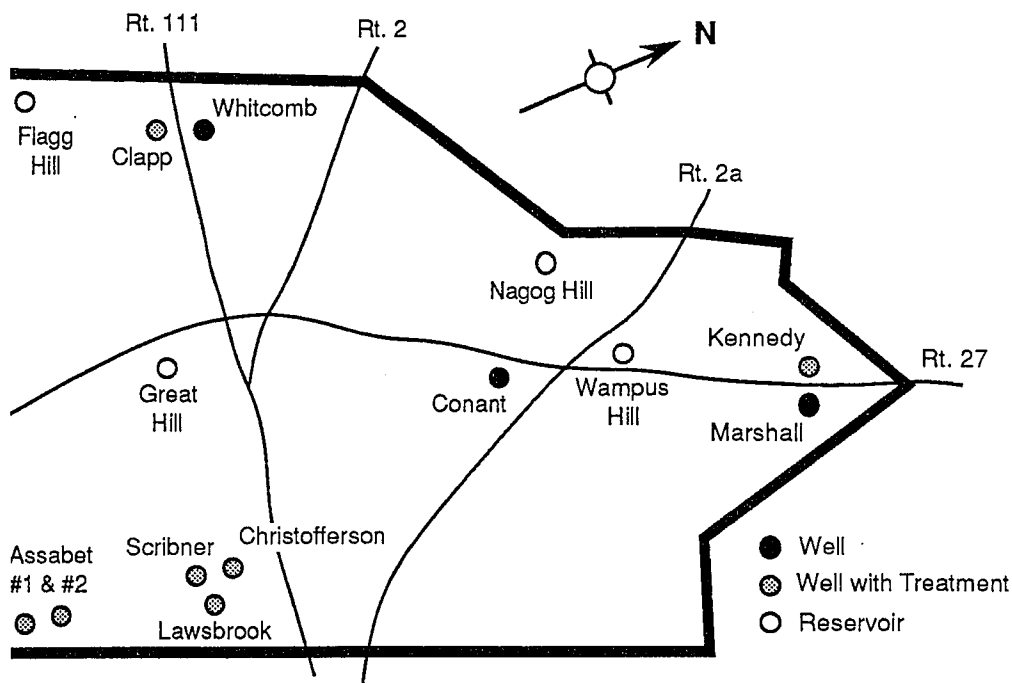 Rt. 111
Rt. 2
N
Whitcomb
Flagg
Hill
Clapp
Rt. 2a
Nagog Hill
Kennedy
Rt. 27
Great
Hill
Conant
Wampus
Hill
Marshall
Christofferson
Scribner
Assabet
#1 & #2
Lawsbrook
Well
Well with Treatment
Reservoir